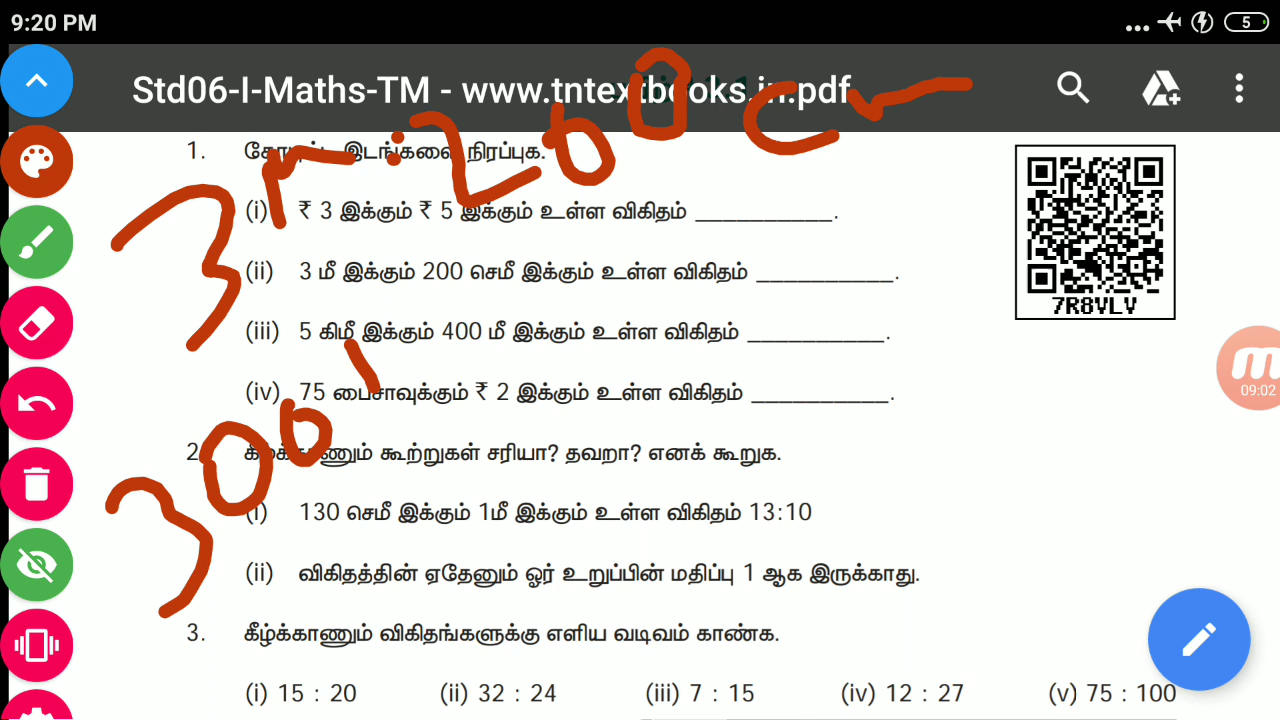 9:20 PM
5
Std06-I-Maths-TM - www.tntextbooks.in.pdf
3m : 200 cm
1. இடங்களை நிரப்புக.
(i) ₹ 3 இக்கும் ₹ 5 இக்கும் உள்ள விகிதம் ___________.
(ii) 3 மீ இக்கும் 200 செமீ இக்கும் உள்ள விகிதம் ___________.
(iii) 5 கிமீ இக்கும் 400 மீ இக்கும் உள்ள விகிதம் ___________.
7R8VLV
09:02
(iv) 75 பைசாவுக்கும் ₹ 2 இக்கும் உள்ள விகிதம் ___________.
300
2. கீழ்க்காணும் கூற்றுகள் சரியா? தவறா? எனக் கூறுக.
(i) 130 செமீ இக்கும் 1மீ இக்கும் உள்ள விகிதம் 13:10
(ii) விகிதத்தின் ஏதேனும் ஓர் உறுப்பின் மதிப்பு 1 ஆக இருக்காது.
3. கீழ்க்காணும் விகிதங்களுக்கு எளிய வடிவம் காண்க.
(i) 15 : 20 (ii) 32 : 24 (iii) 7 : 15 (iv) 12 : 27 (v) 75 : 100